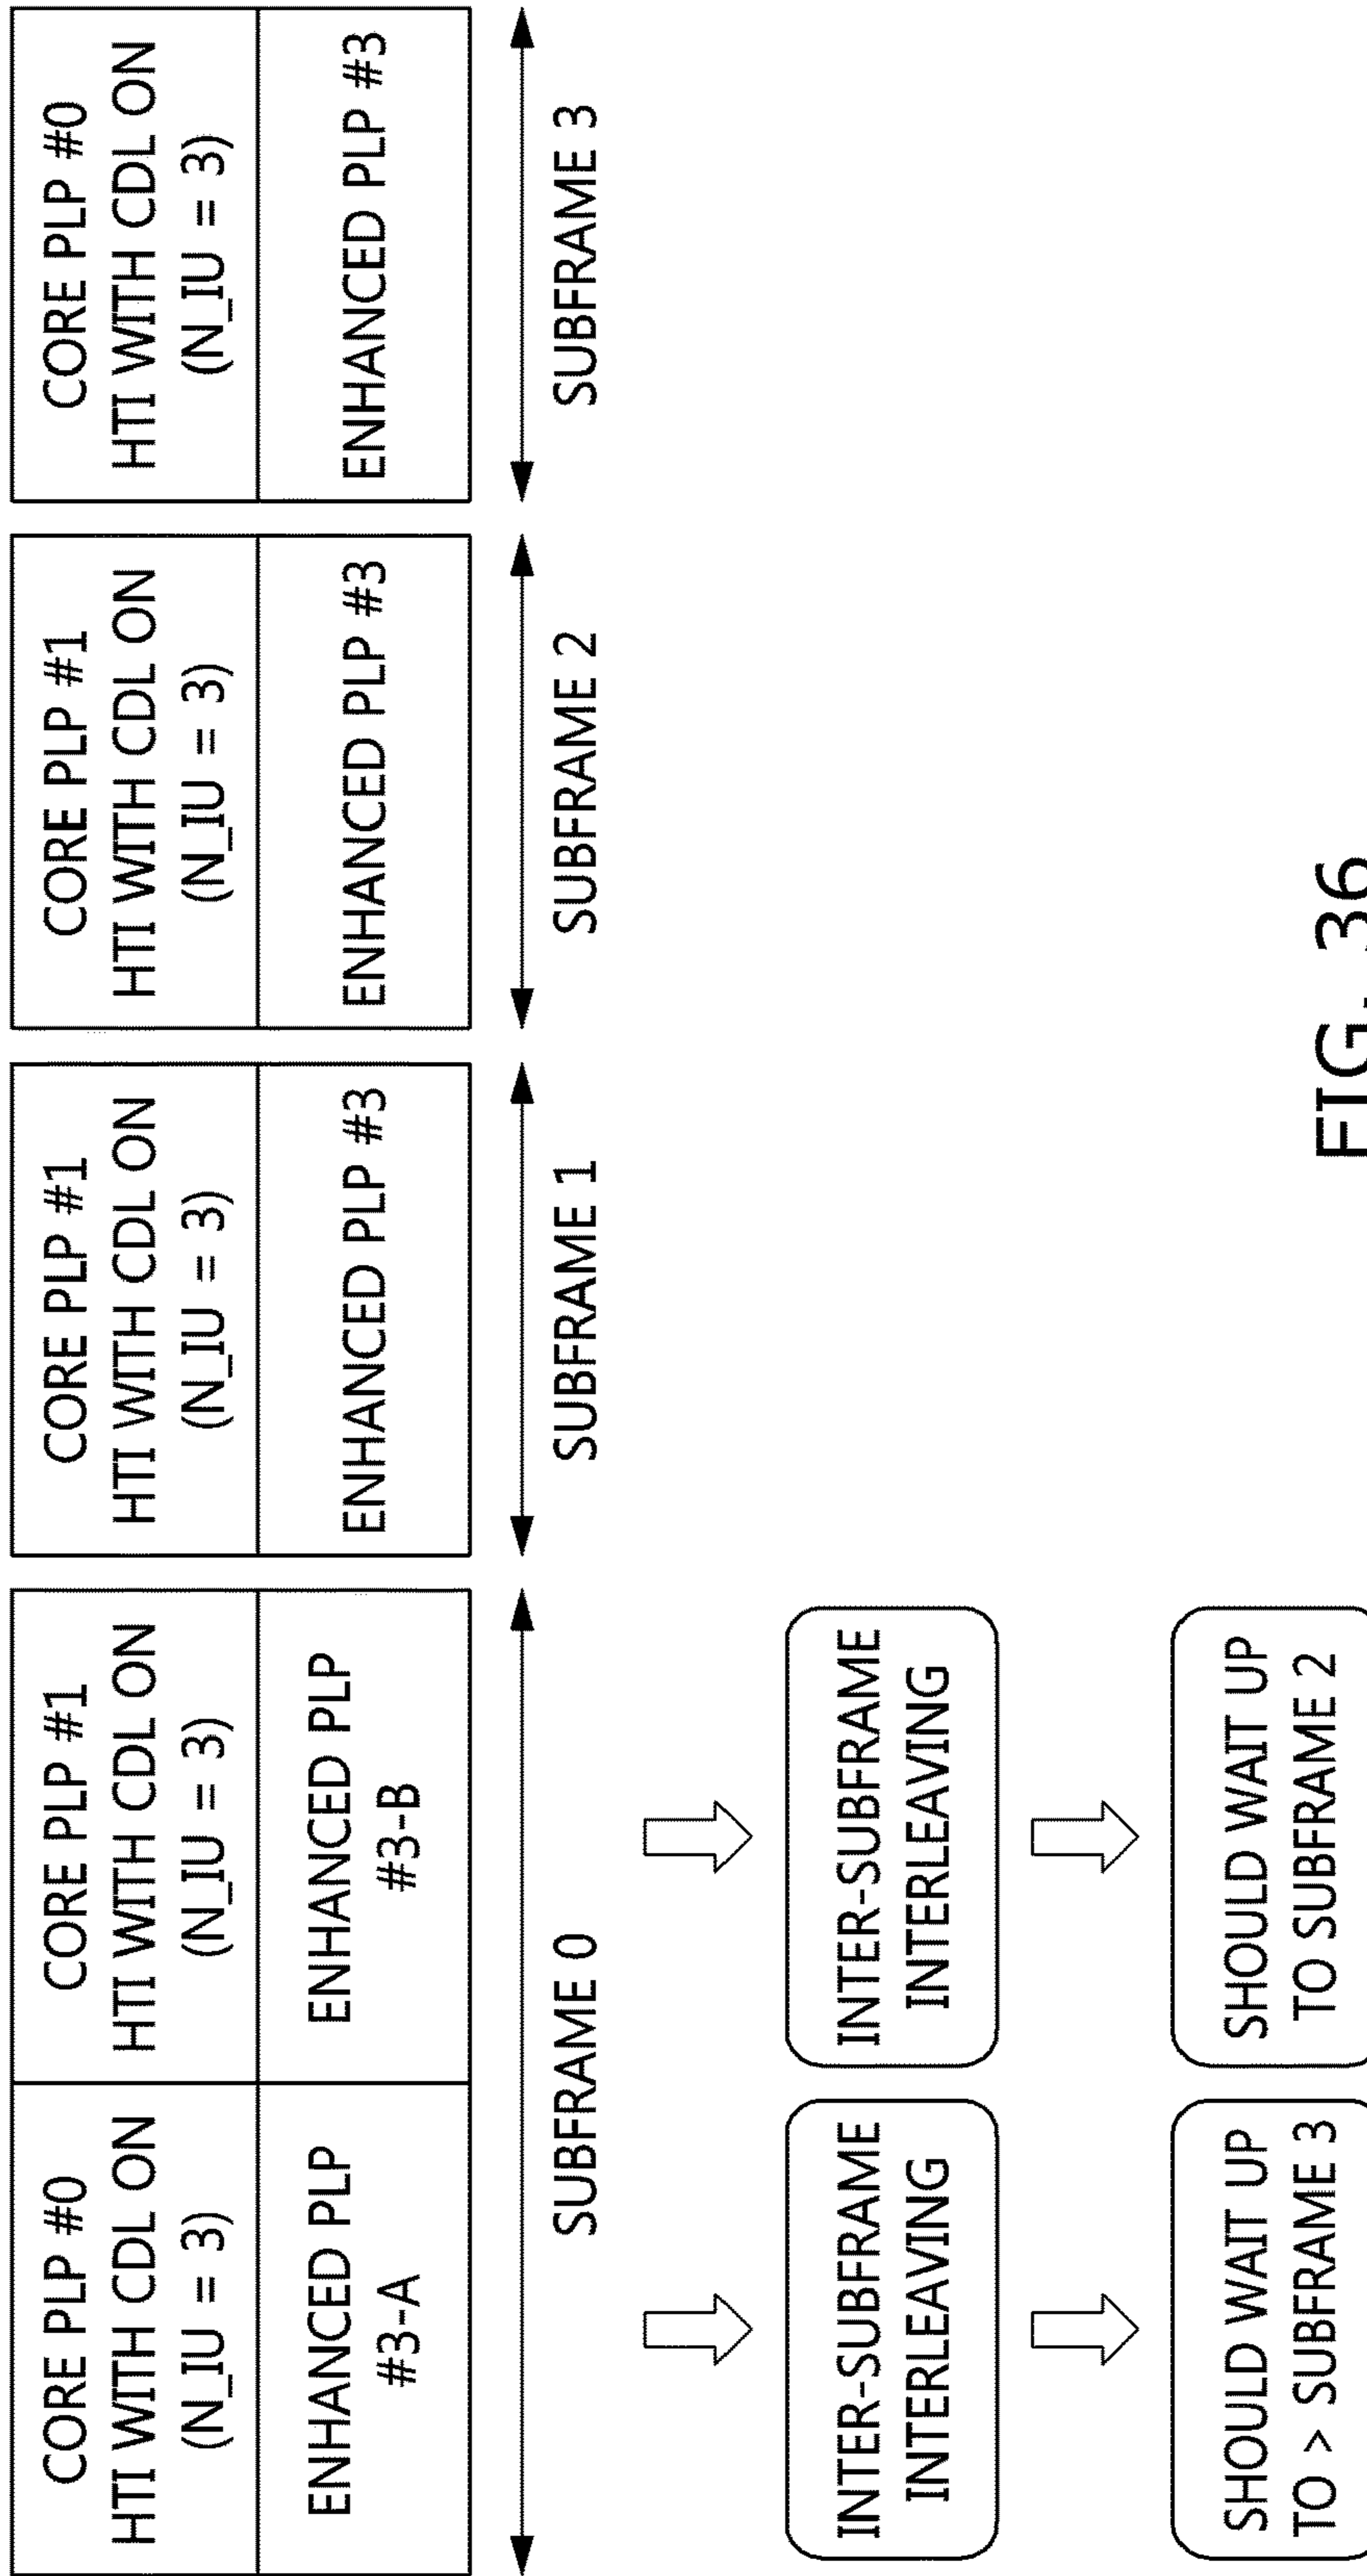 CORE PLP #0
HTI WITH CDL ON
(N_IU = 3)
CORE PLP #1
HTI WITH CDL ON
(N_IU = 3)
CORE PLP #1
HTI WITH CDL ON
(N_IU = 3)
CORE PLP #1
HTI WITH CDL ON
(N_IU = 3)
CORE PLP #0
HTI WITH CDL ON
(N_IU = 3)
ENHANCED PLP
#3-A
ENHANCED PLP
#3-B
ENHANCED PLP #3
ENHANCED PLP #3
ENHANCED PLP #3
SUBFRAME 0
SUBFRAME 1
SUBFRAME 2
SUBFRAME 3
INTER-SUBFRAME
INTERLEAVING
INTER-SUBFRAME
INTERLEAVING
SHOULD WAIT UP
TO > SUBFRAME 3
SHOULD WAIT UP
TO SUBFRAME 2
FIG. 36